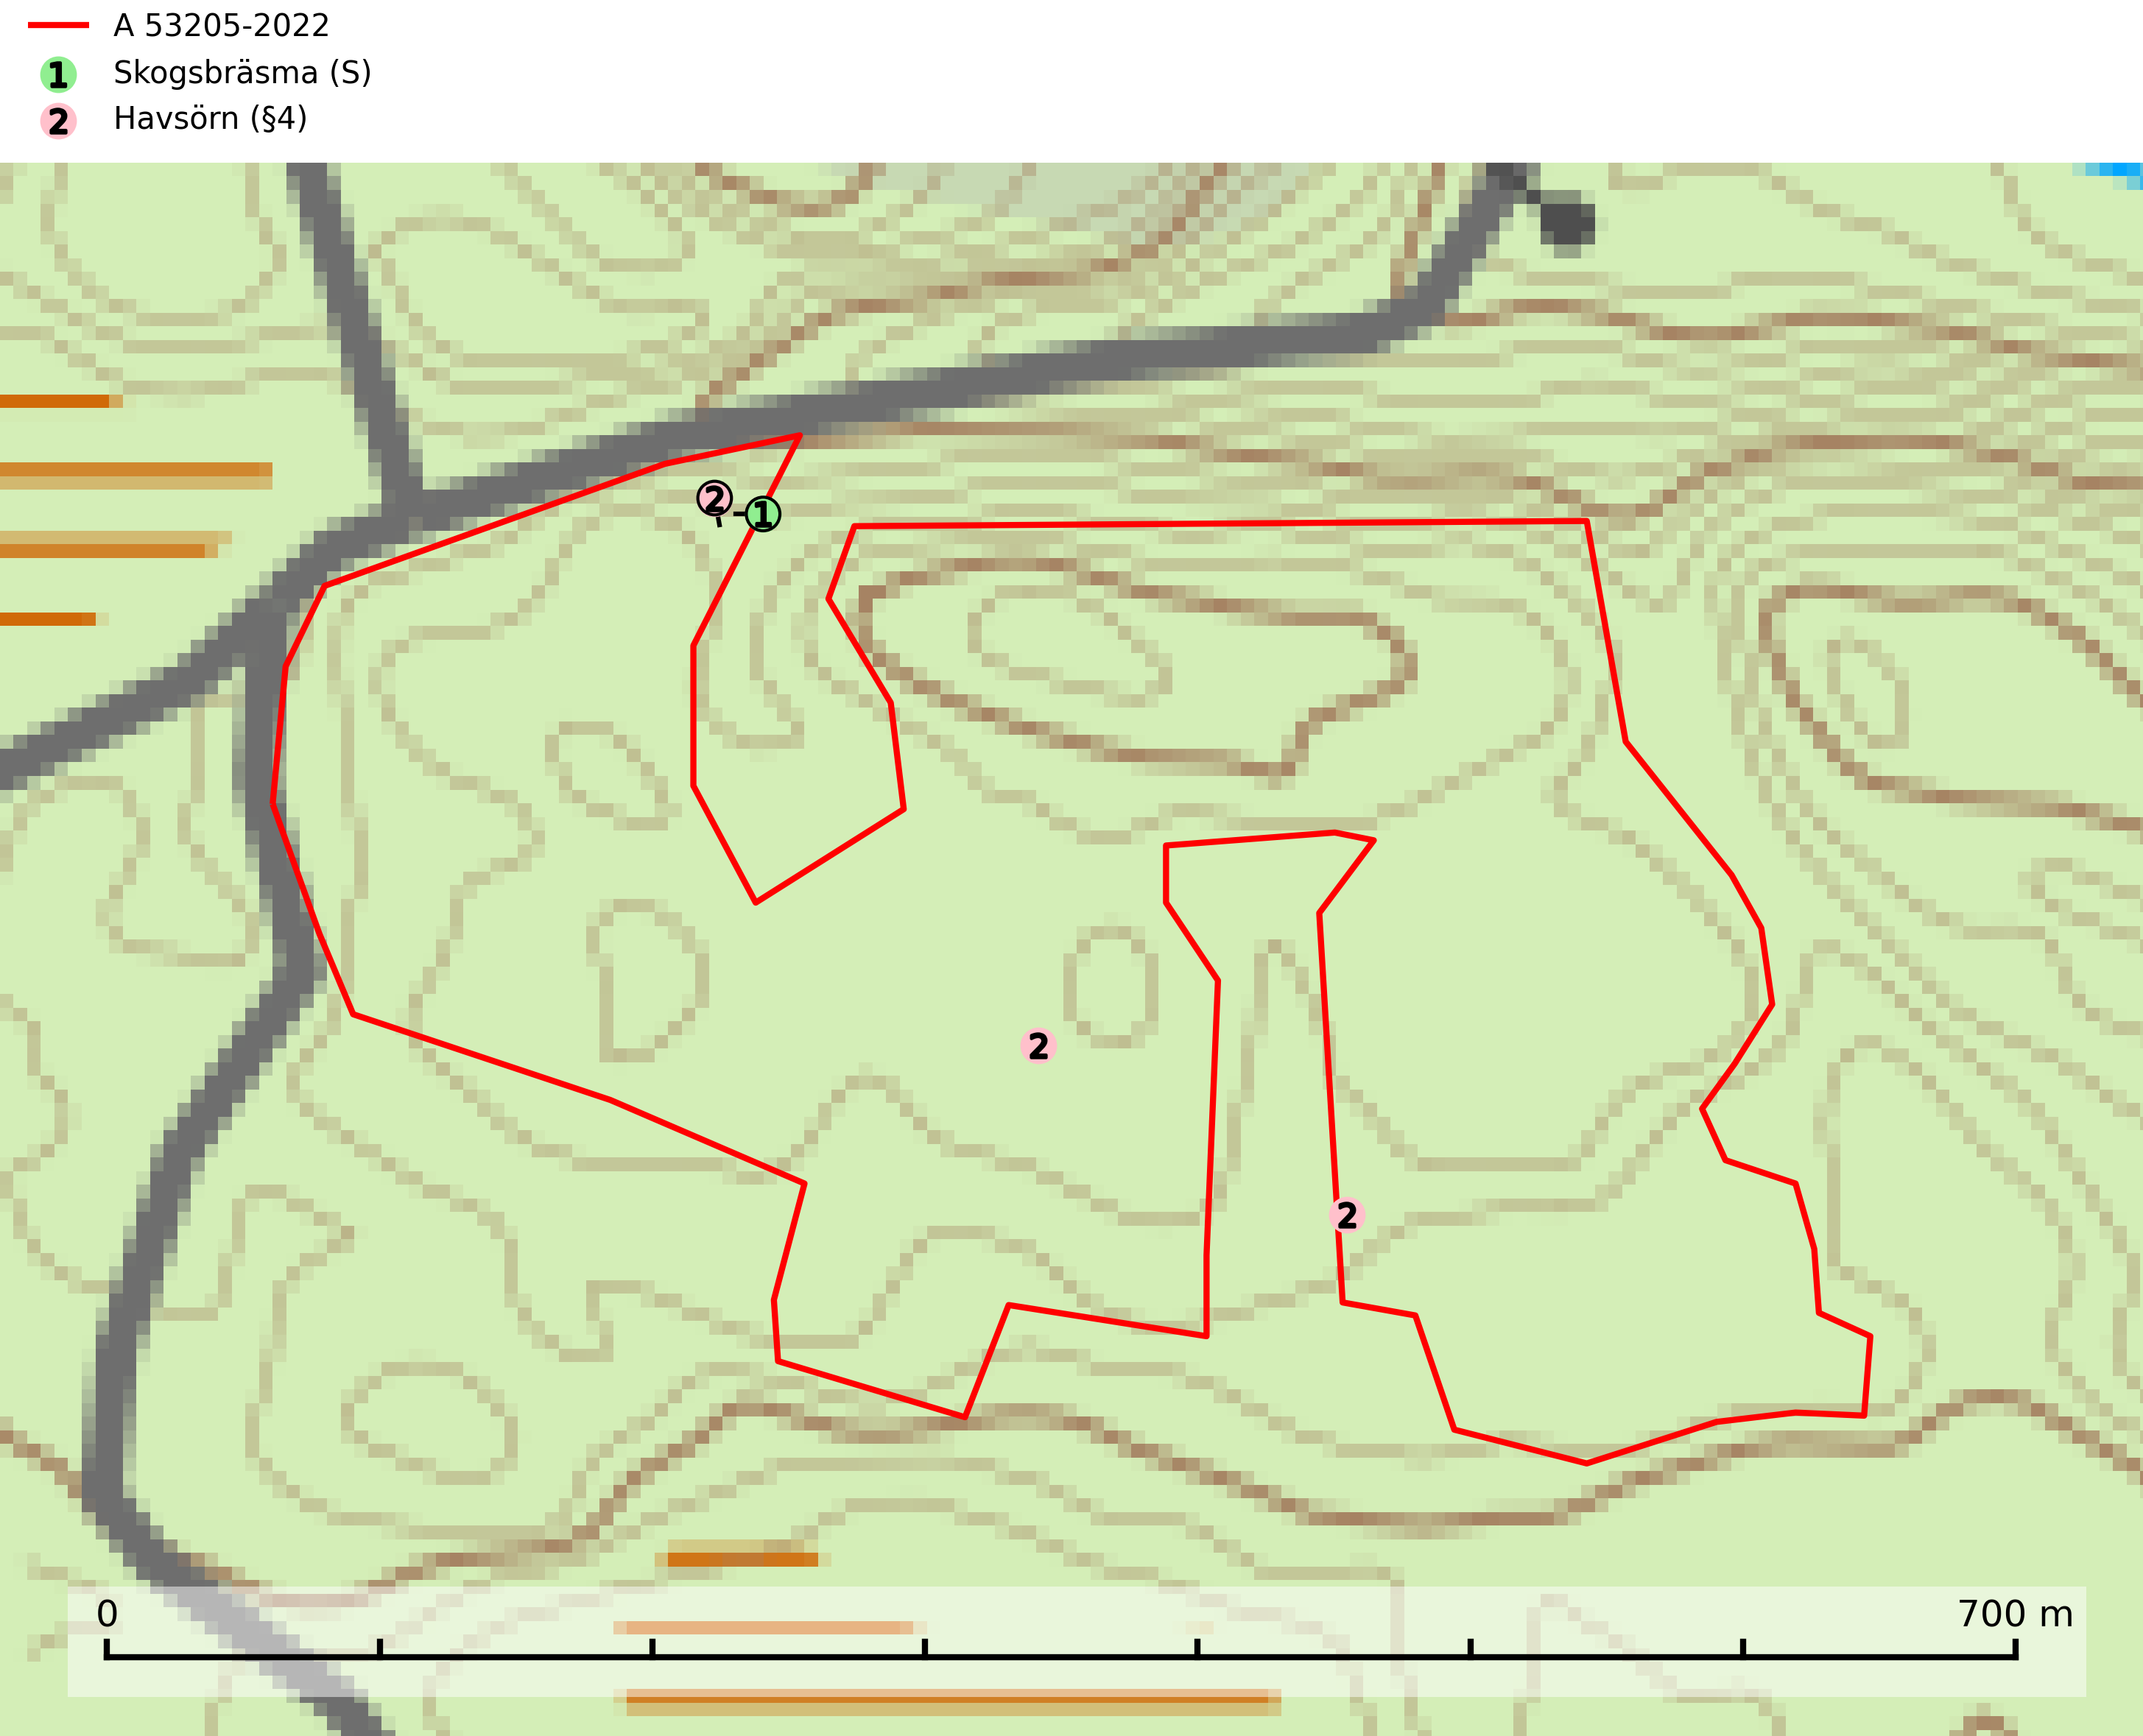 A 53205-2022
1 Skogsbräsma (S)
2 Havsörn (§4)
2
1
2
2
0 700 m